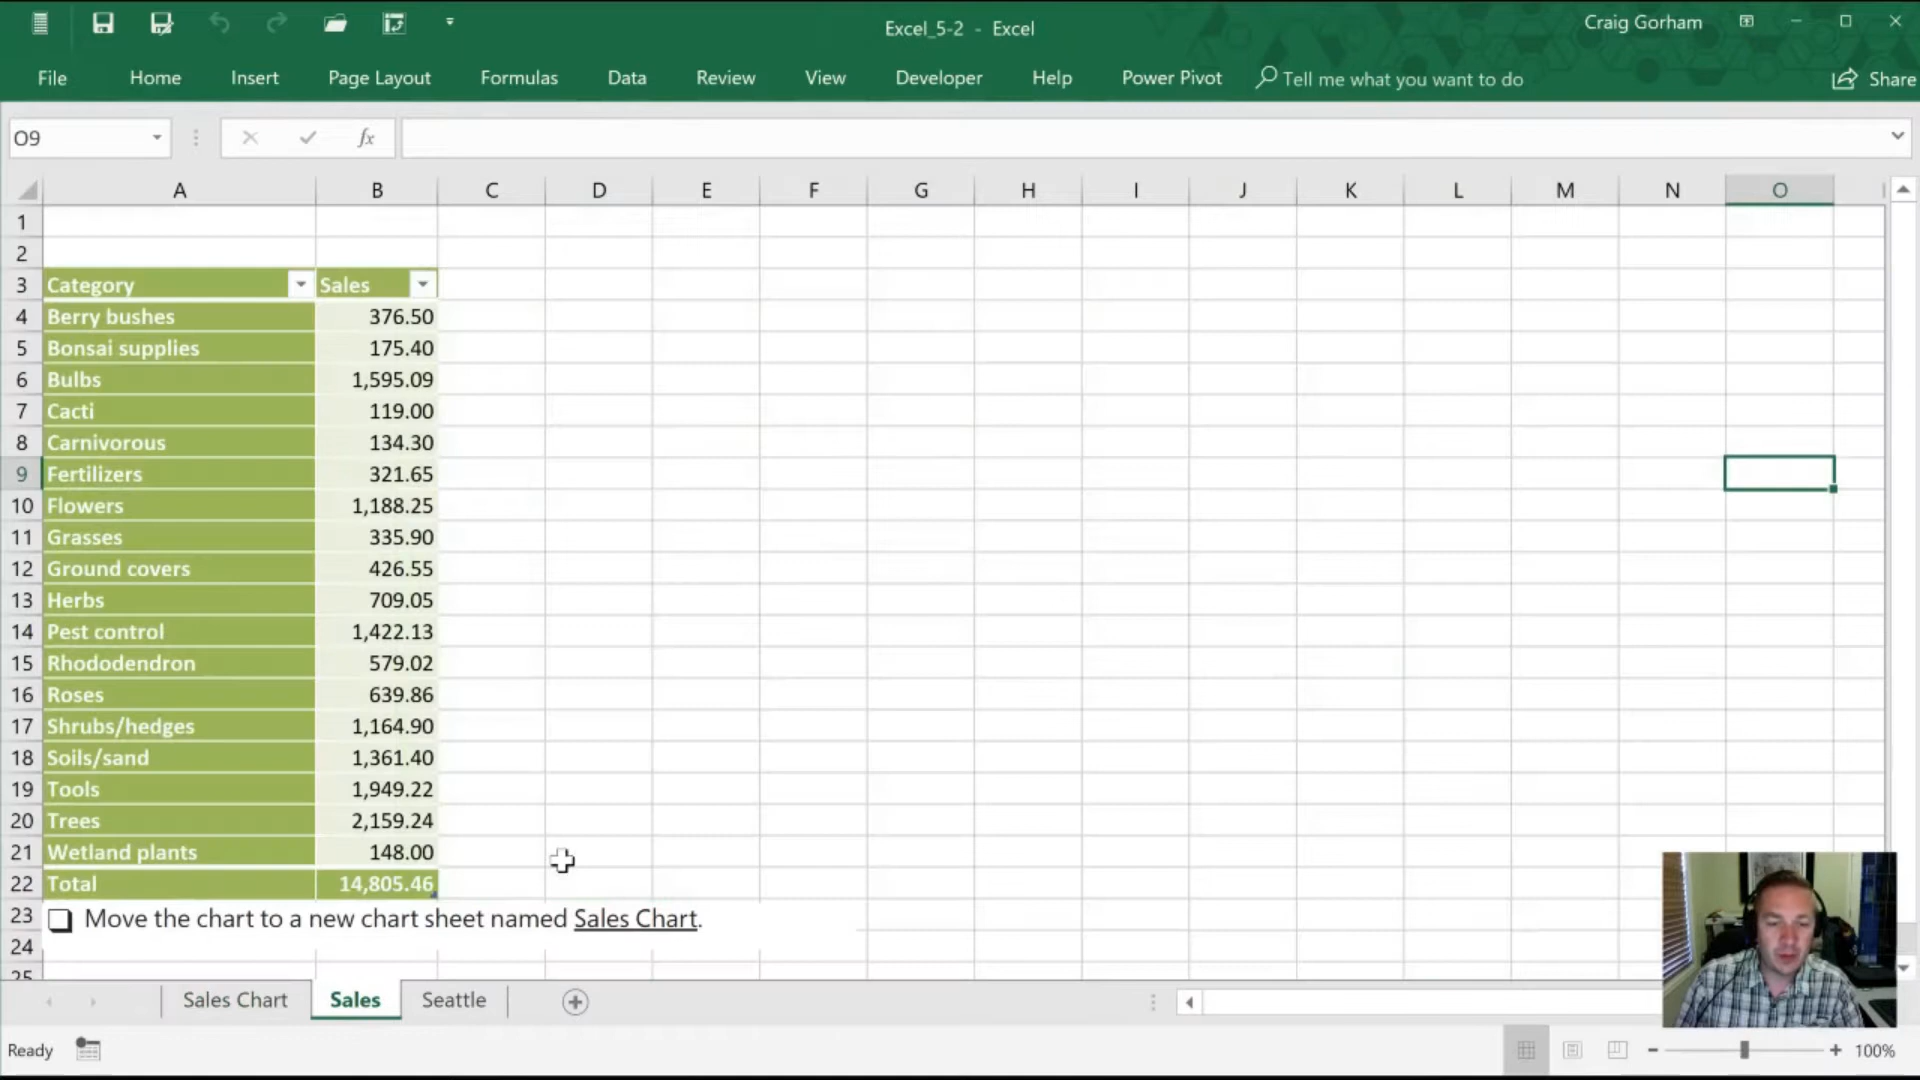 Excel_5-2 - Excel
Craig Gorham
File Home Insert Page Layout Formulas Data Review View Developer Help Power Pivot Tell me what you want to do Share
O9 fx
A B C D E F G H I J K L M N O
1
2
3 Category Sales
4 Berry bushes 376.50
5 Bonsai supplies 175.40
6 Bulbs 1,595.09
7 Cacti 119.00
8 Carnivorous 134.30
9 Fertilizers 321.65
10 Flowers 1,188.25
11 Grasses 335.90
12 Ground covers 426.55
13 Herbs 709.05
14 Pest control 1,422.13
15 Rhododendron 579.02
16 Roses 639.86
17 Shrubs/hedges 1,164.90
18 Soils/sand 1,361.40
19 Tools 1,949.22
20 Trees 2,159.24
21 Wetland plants 148.00
22 Total 14,805.46
23 Move the chart to a new chart sheet named Sales Chart.
24
25
Sales Chart Sales Seattle
Ready 100%